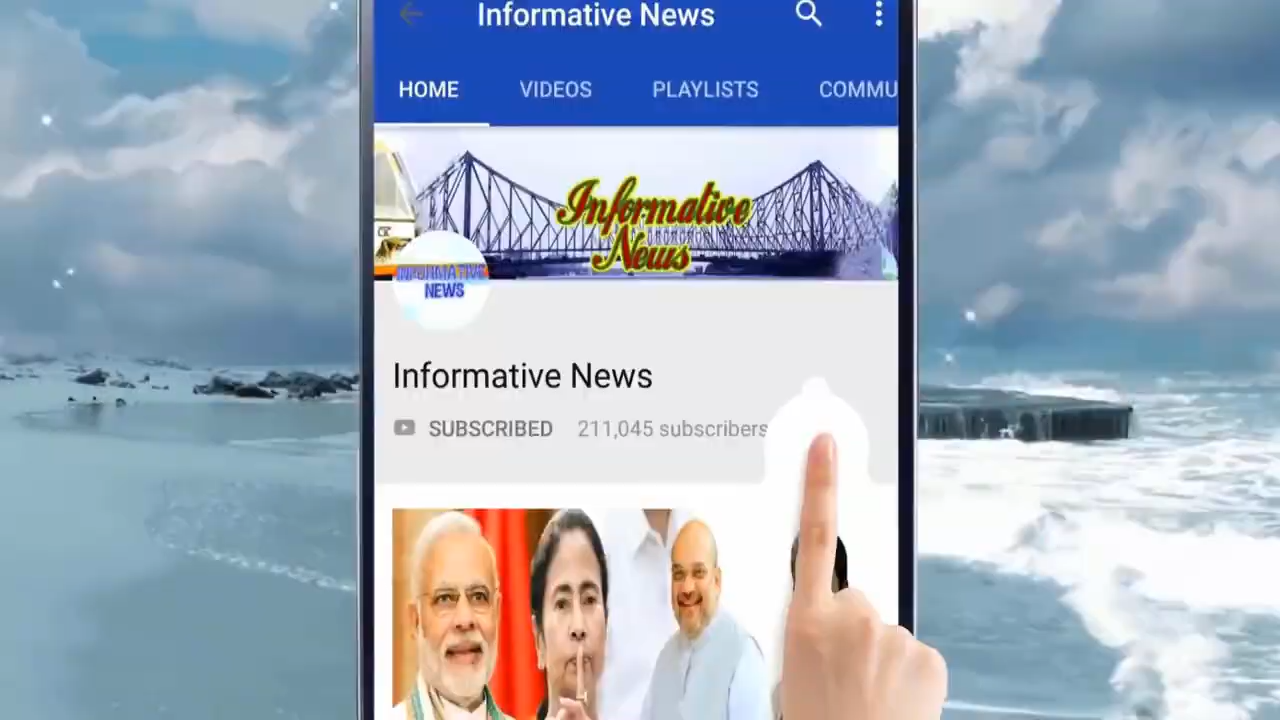 Informative News
HOME VIDEOS PLAYLISTS COMMU
Informative
News
INFORMATIVE
NEWS
Informative News
SUBSCRIBED 211,045 subscribers